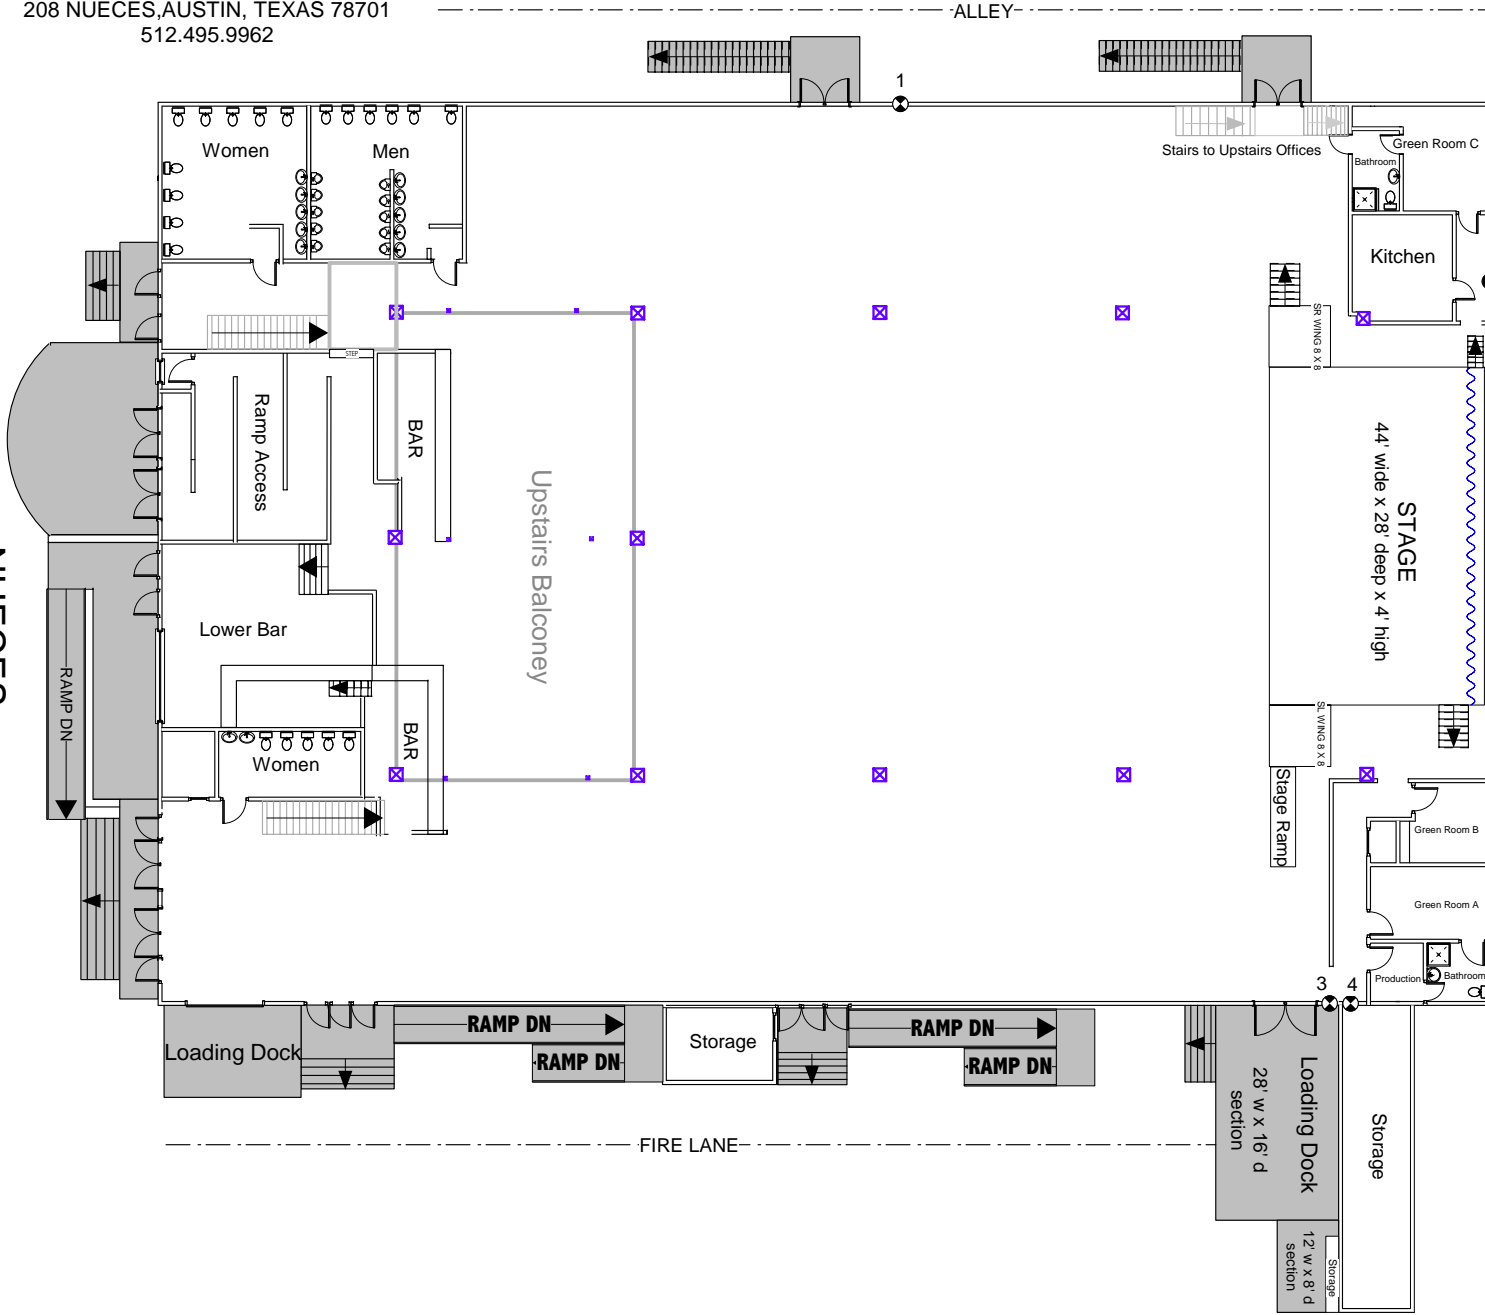 208 NUECES,AUSTIN, TEXAS 78701
512.495.9962
ALLEY
1
Women
Men
Stairs to Upstairs Offices
Green Room C
Bathroom
Kitchen
STEP
SR WING 8 X 8
Ramp Access
BAR
Upstairs Balconey
STAGE
44' wide x 28' deep x 4' high
Lower Bar
RAMP DN
BAR
Women
SL WING 8 X 8
Stage Ramp
Green Room B
Green Room A
Production
Bathroom
3
4
Loading Dock
RAMP DN
RAMP DN
Storage
RAMP DN
RAMP DN
Loading Dock
28' w x 16' d
section
Storage
FIRE LANE
12' w x 8' d
section
Storage